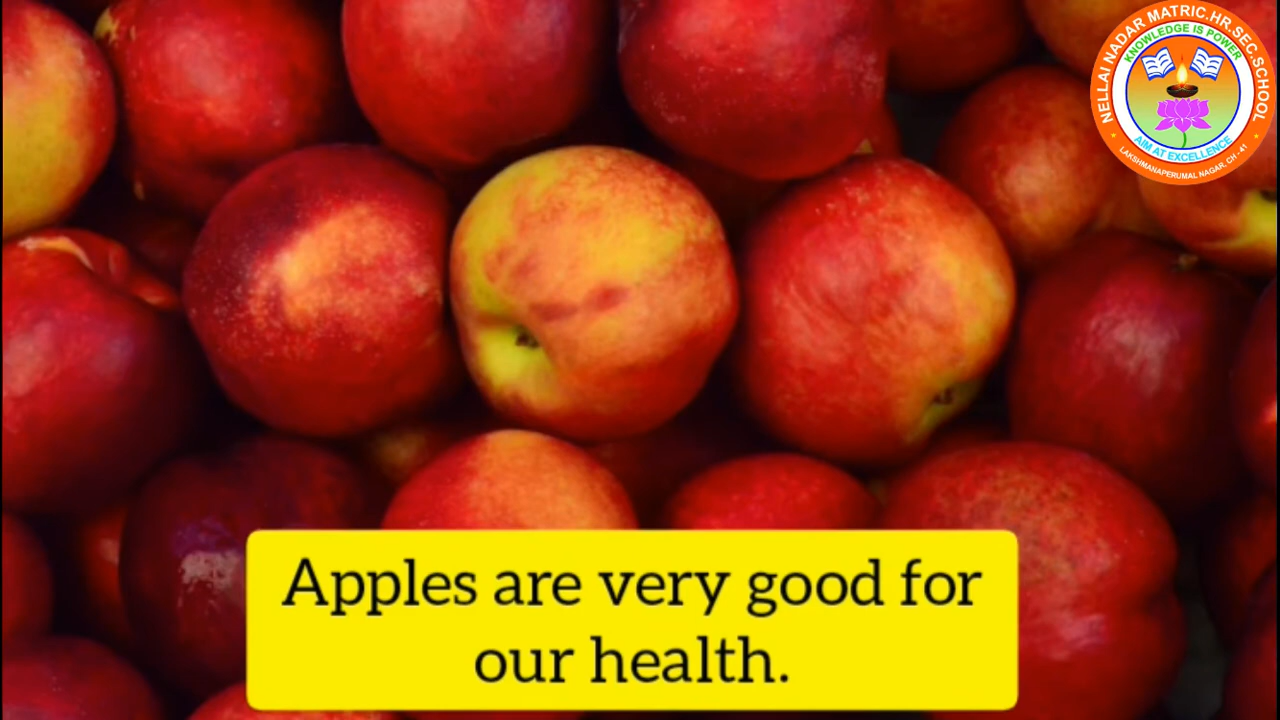 NELLAI NADAR MATRIC.HR.SEC.SCHOOL
KNOWLEDGE IS POWER
AIM AT EXCELLENCE
LAKSHMANAPERUMAL NAGAR, CH - 41
Apples are very good for
our health.